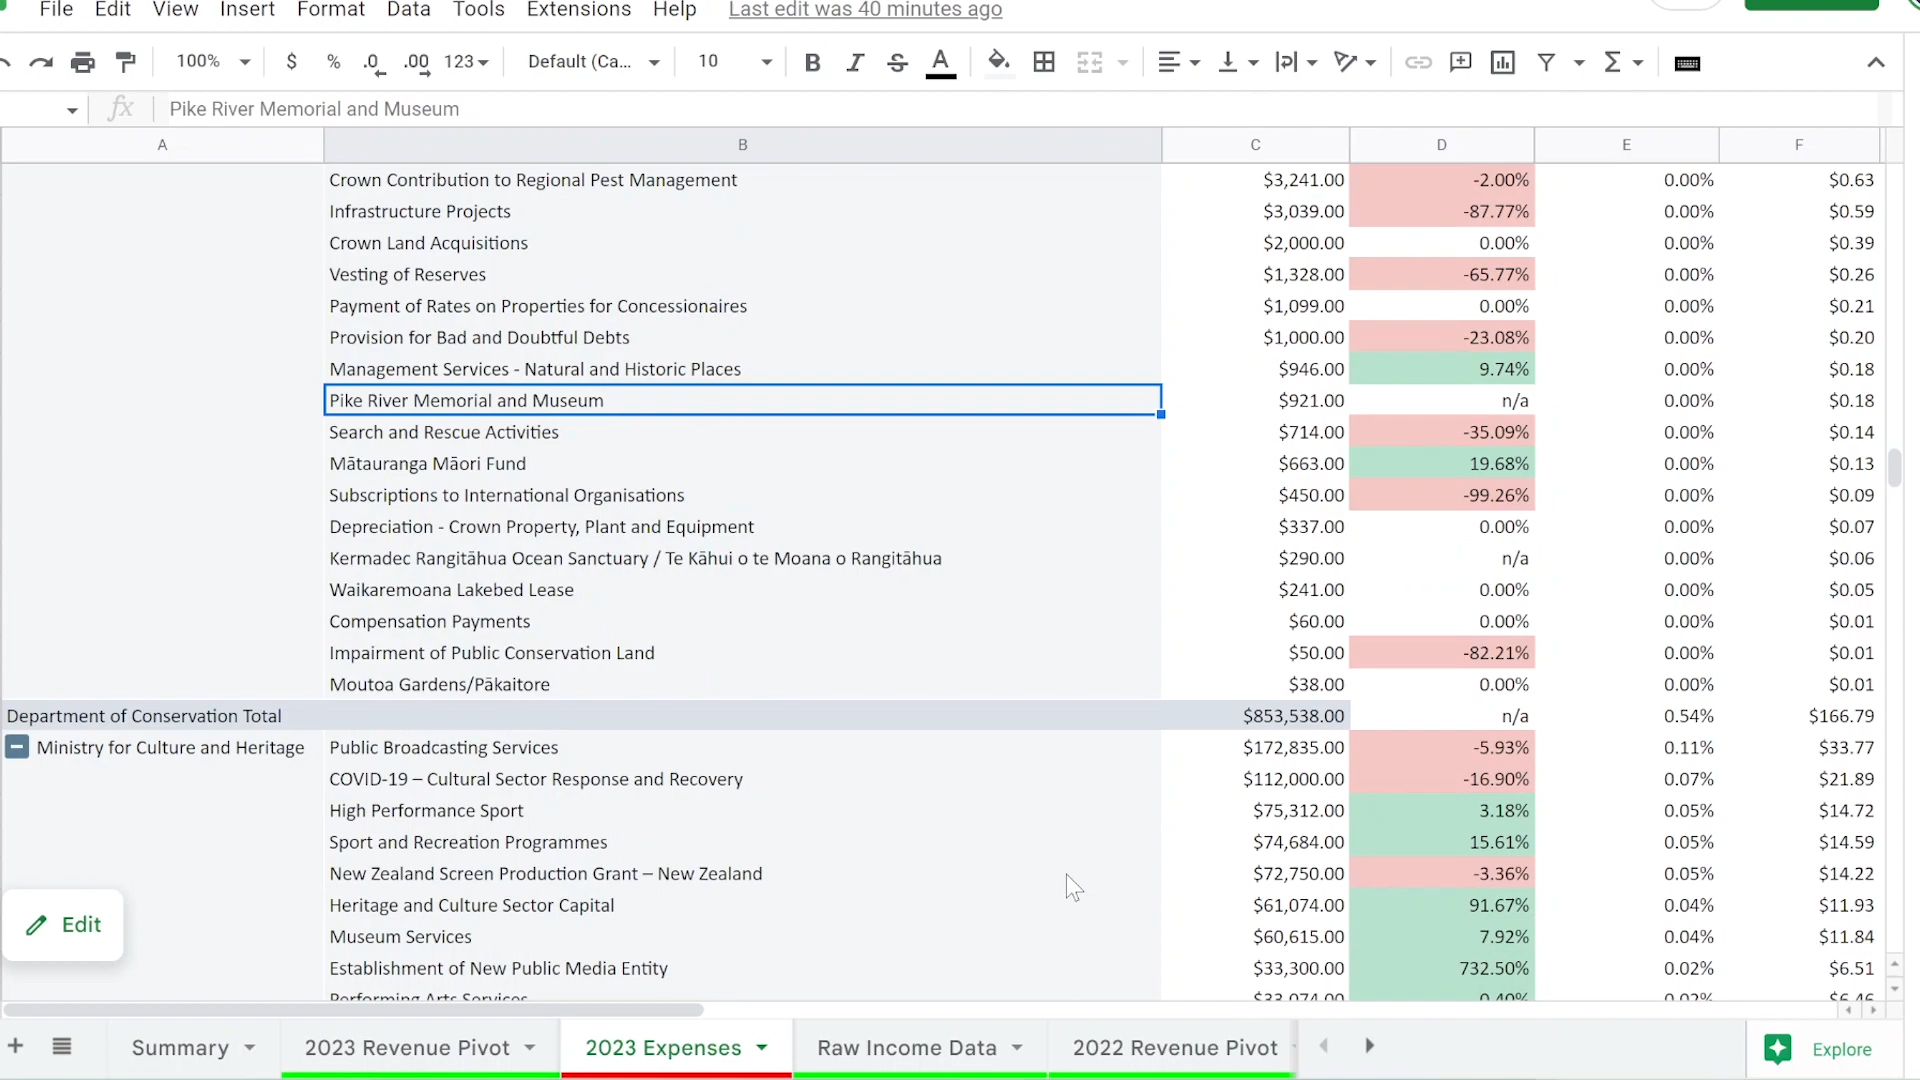 File Edit View Insert Format Data Tools Extensions Help Last edit was 40 minutes ago
100% $ % .0 .00 123 Default (Ca... 10 B I S A
fx Pike River Memorial and Museum
A B C D E F
Crown Contribution to Regional Pest Management $3,241.00 -2.00% 0.00% $0.63
Infrastructure Projects $3,039.00 -87.77% 0.00% $0.59
Crown Land Acquisitions $2,000.00 0.00% 0.00% $0.39
Vesting of Reserves $1,328.00 -65.77% 0.00% $0.26
Payment of Rates on Properties for Concessionaires $1,099.00 0.00% 0.00% $0.21
Provision for Bad and Doubtful Debts $1,000.00 -23.08% 0.00% $0.20
Management Services - Natural and Historic Places $946.00 9.74% 0.00% $0.18
Pike River Memorial and Museum $921.00 n/a 0.00% $0.18
Search and Rescue Activities $714.00 -35.09% 0.00% $0.14
Mātauranga Māori Fund $663.00 19.68% 0.00% $0.13
Subscriptions to International Organisations $450.00 -99.26% 0.00% $0.09
Depreciation - Crown Property, Plant and Equipment $337.00 0.00% 0.00% $0.07
Kermadec Rangitāhua Ocean Sanctuary / Te Kāhui o te Moana o Rangitāhua $290.00 n/a 0.00% $0.06
Waikaremoana Lakebed Lease $241.00 0.00% 0.00% $0.05
Compensation Payments $60.00 0.00% 0.00% $0.01
Impairment of Public Conservation Land $50.00 -82.21% 0.00% $0.01
Moutoa Gardens/Pākaitore $38.00 0.00% 0.00% $0.01
Department of Conservation Total $853,538.00 n/a 0.54% $166.79
Ministry for Culture and Heritage Public Broadcasting Services $172,835.00 -5.93% 0.11% $33.77
COVID-19 – Cultural Sector Response and Recovery $112,000.00 -16.90% 0.07% $21.89
High Performance Sport $75,312.00 3.18% 0.05% $14.72
Sport and Recreation Programmes $74,684.00 15.61% 0.05% $14.59
New Zealand Screen Production Grant – New Zealand $72,750.00 -3.36% 0.05% $14.22
Heritage and Culture Sector Capital $61,074.00 91.67% 0.04% $11.93
Museum Services $60,615.00 7.92% 0.04% $11.84
Establishment of New Public Media Entity $33,300.00 732.50% 0.02% $6.51
Performing Arts Services $33,074.00 0.40% 0.02% $6.46
Edit
Summary 2023 Revenue Pivot 2023 Expenses Raw Income Data 2022 Revenue Pivot Explore